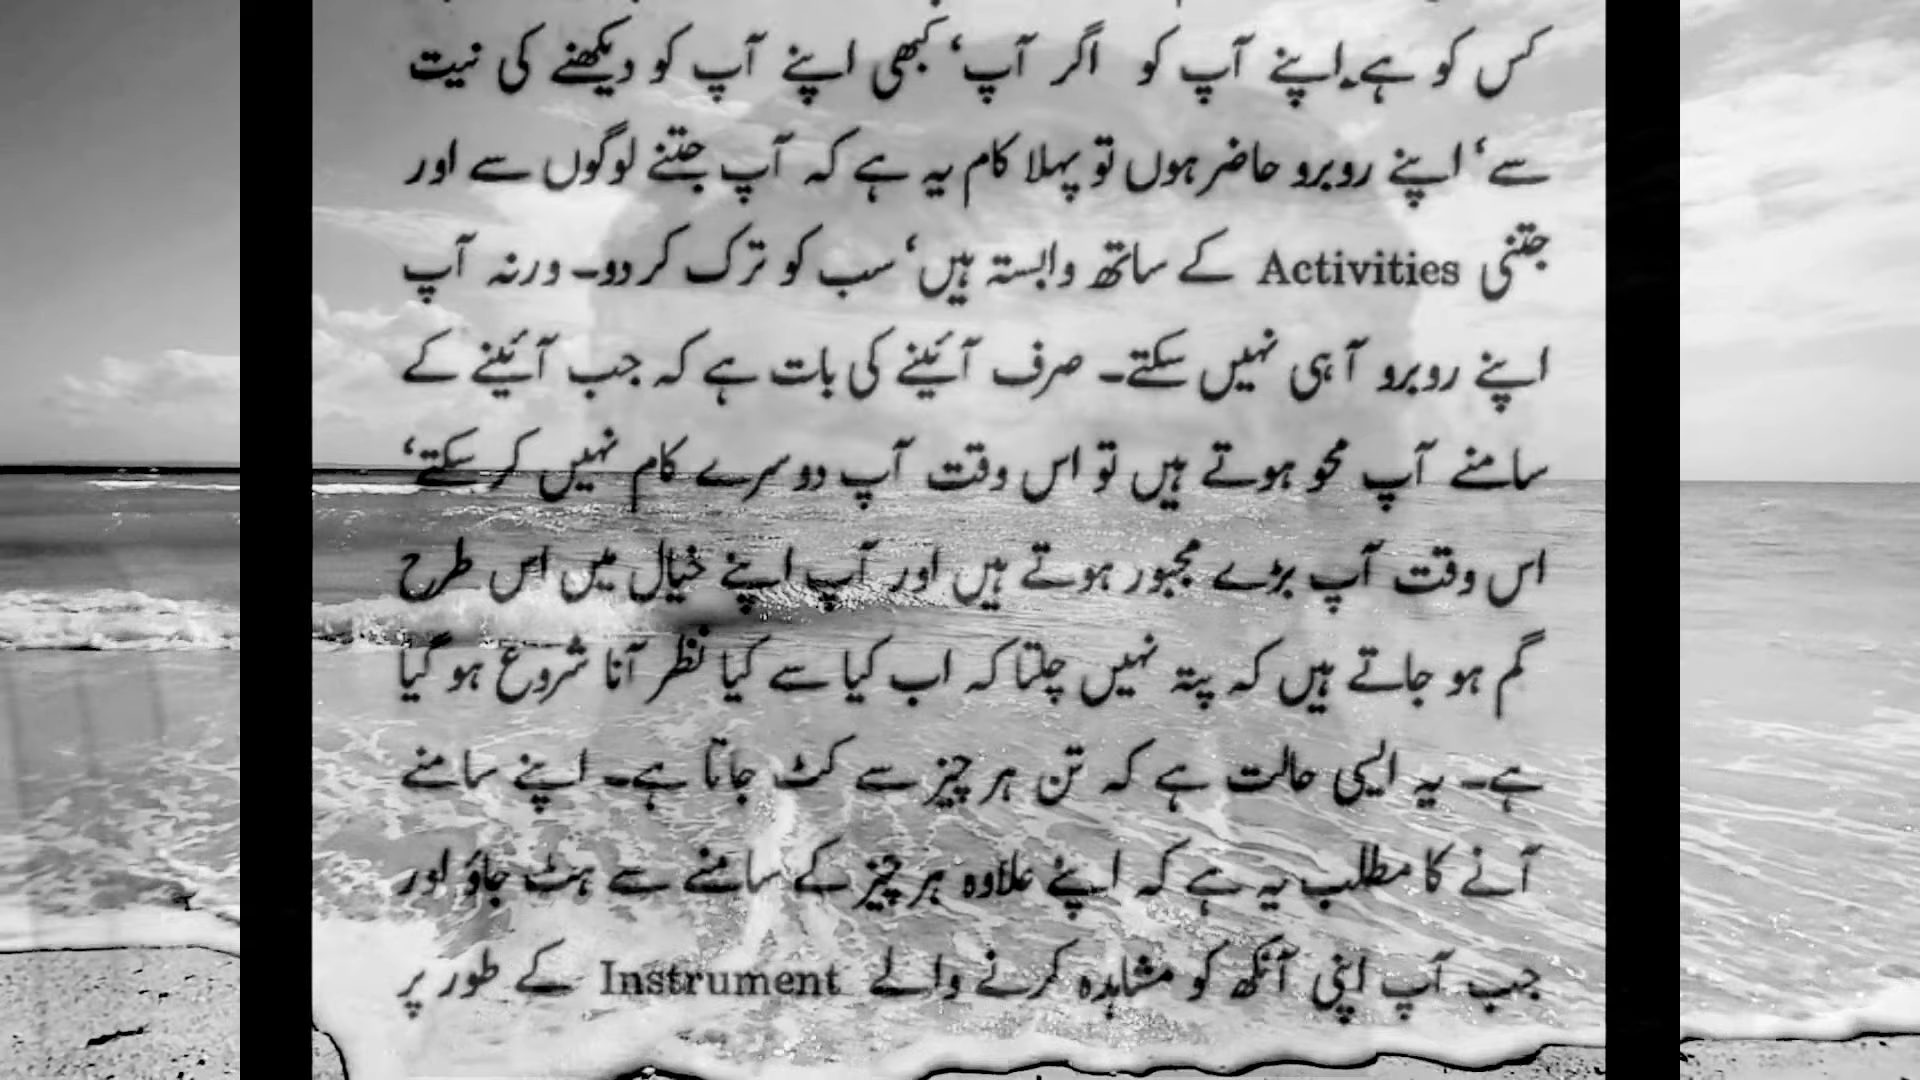 کس کو ہے۔اپنے آپ کو اگر آپ‘ کبھی اپنے آپ کو دیکھنے کی نیت
سے‘ اپنے روبرو حاضر ہوں تو پہلا کام یہ ہے کہ آپ جتنے لوگوں سے اور
جتنی Activities کے ساتھ وابستہ ہیں‘ سب کو ترک کر دو۔ ورنہ آپ
اپنے روبرو آ ہی نہیں سکتے۔ صرف آئینے کی بات ہے کہ جب آئینے کے
سامنے آپ محو ہوتے ہیں تو اس وقت آپ دوسرے کام نہیں کر سکتے‘
اس وقت آپ بڑے مجبور ہوتے ہیں اور آپ اپنے خیال میں اس طرح
گم ہو جاتے ہیں کہ پتہ نہیں چلتا کہ اب کیا سے کیا نظر آنا شروع ہو گیا
ہے۔ یہ ایسی حالت ہے کہ تن ہر چیز سے کٹ جاتا ہے۔ اپنے سامنے
آنے کا مطلب یہ ہے کہ اپنے علاوہ ہر چیز کے سامنے سے ہٹ جاؤ اور
جب آپ اپنی آنکھ کو مشاہدہ کرنے والے Instrument کے طور پر